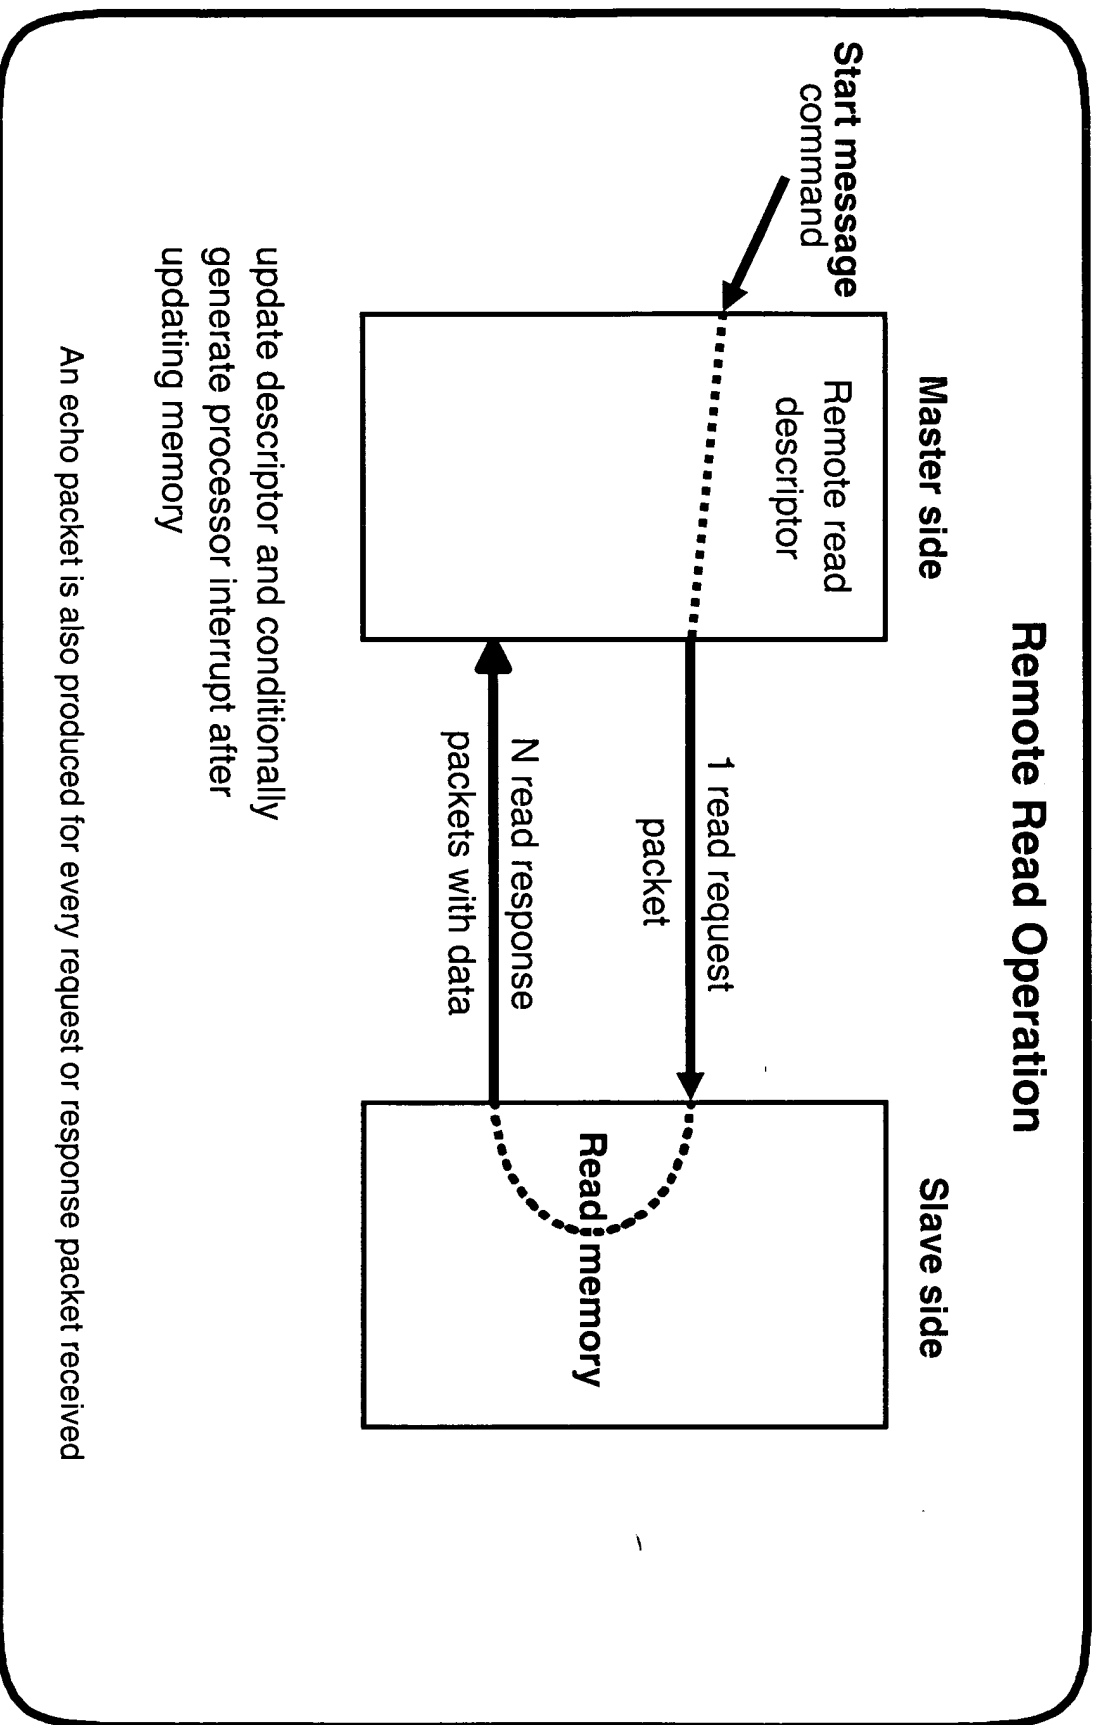 Remote Read Operation
Master side
Slave side
Start message
command
Remote read
descriptor
1 read request
packet
N read response
packets with data
Read memory
update descriptor and conditionally
generate processor interrupt after
updating memory
An echo packet is also produced for every request or response packet received